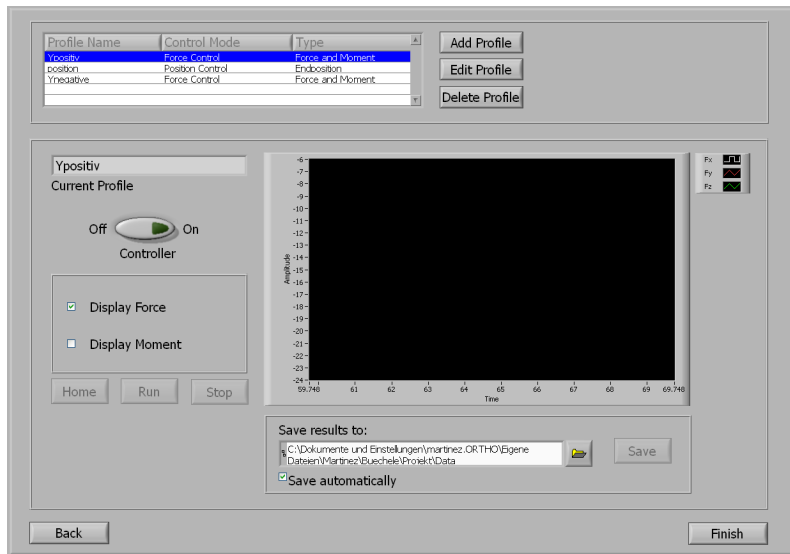 Profile Name Control Mode Type
Ypositiv Force Control Force and Moment
position Position Control Endposition
Ynegative Force Control Force and Moment
Add Profile
Edit Profile
Delete Profile
Ypositiv
Current Profile
Off On
Controller
Display Force
Display Moment
Home Run Stop
Amplitude
-6
-7
-8
-9
-10
-11
-12
-13
-14
-15
-16
-17
-18
-19
-20
-21
-22
-23
-24
59.748 61 62 63 64 65 66 67 68 69 69.748
Time
Fx
Fy
Fz
Save results to:
C:\Dokumente und Einstellungen\martinez.ORTHO\Eigene
Dateien\Martinez\Buechele\Projekt\Data
Save
Save automatically
Back
Finish